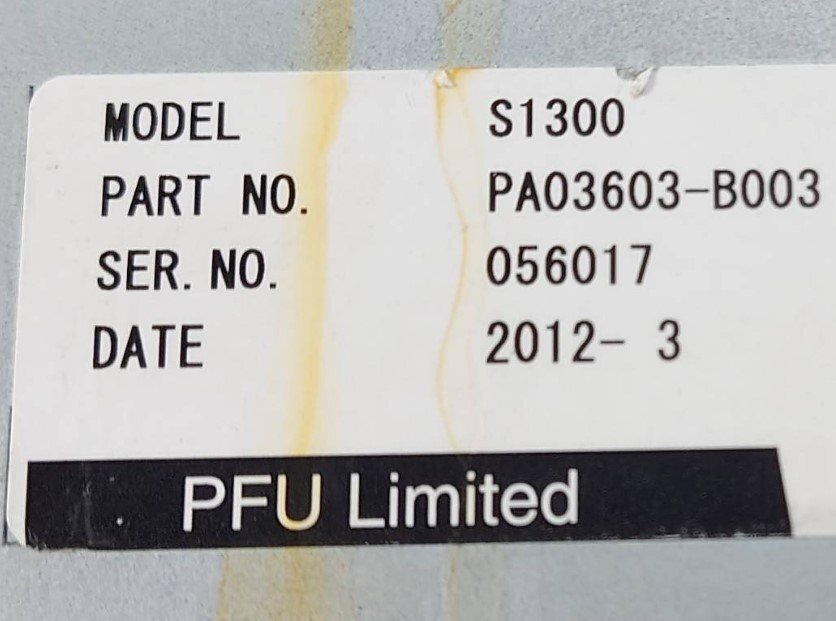 MODEL S1300
PART NO. PA03603-B003
SER. NO. 056017
DATE 2012- 3
PFU Limited